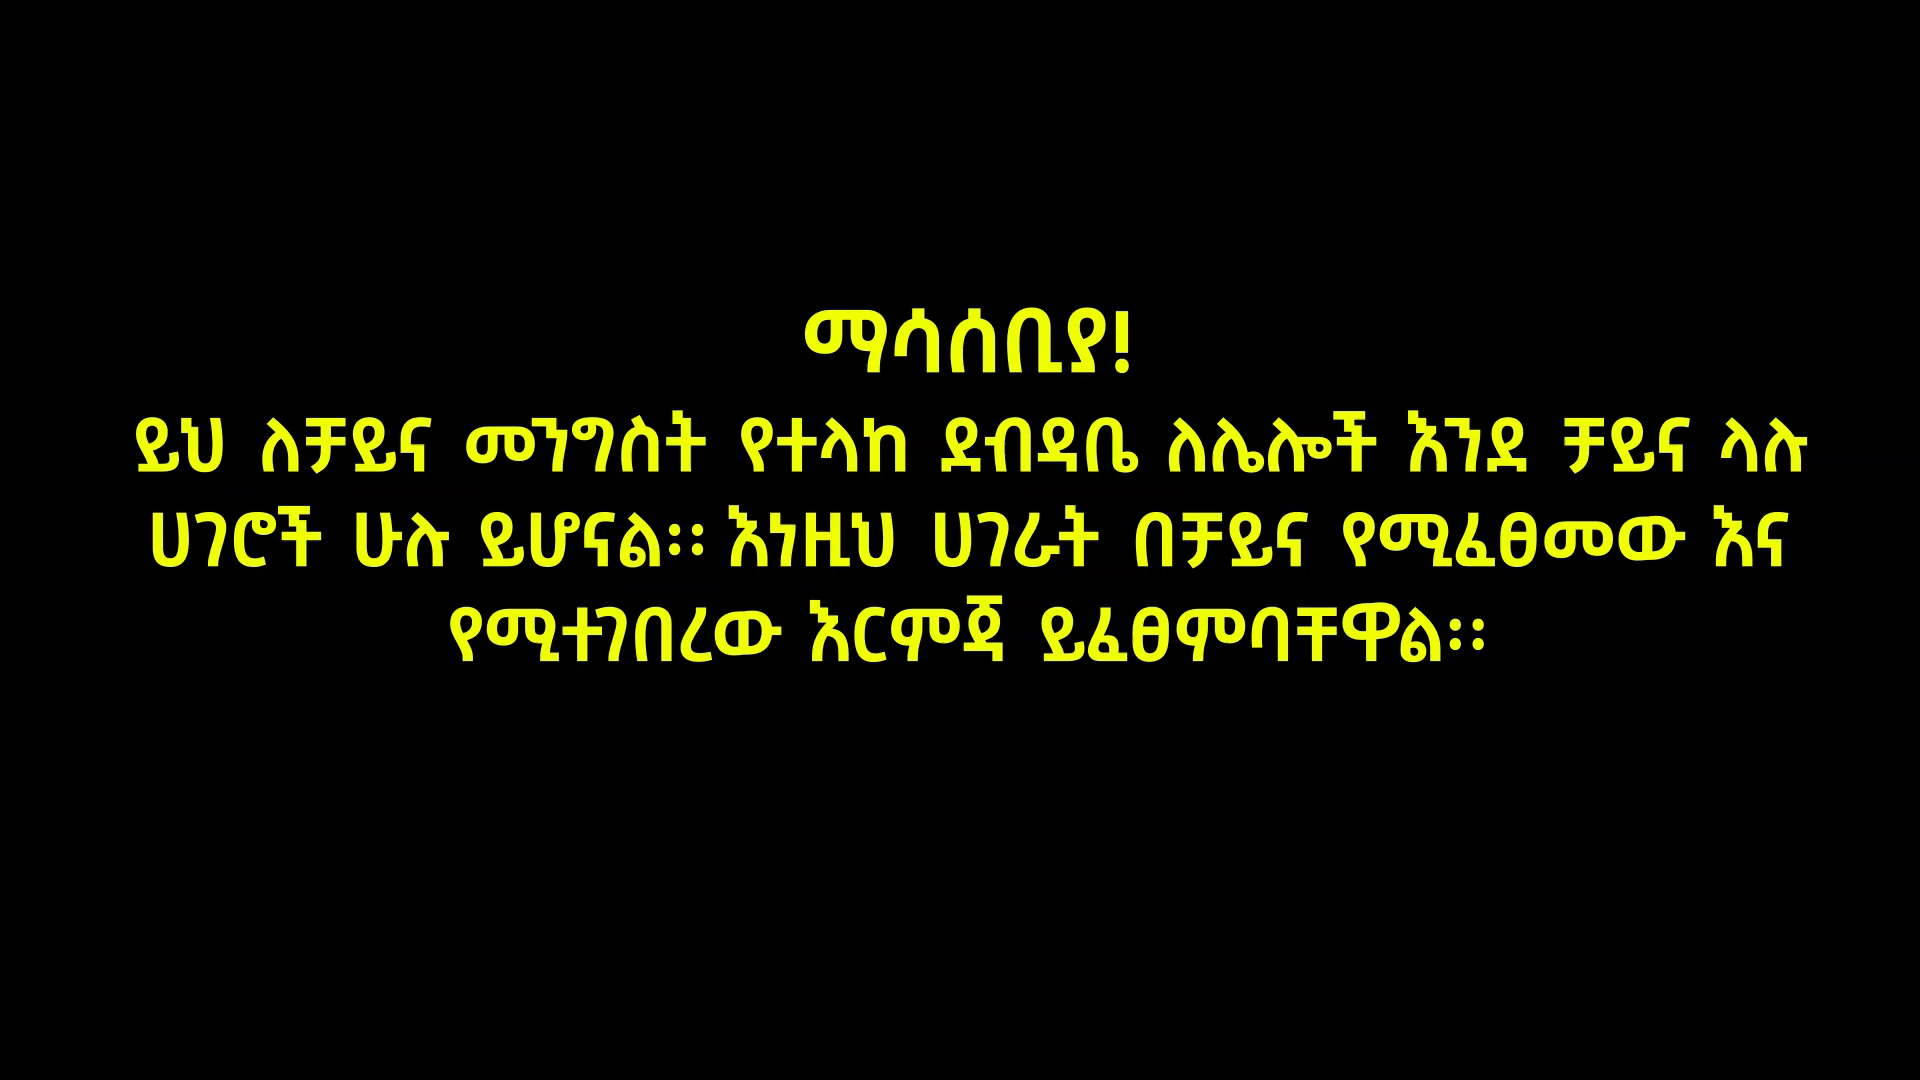 ማሳሰቢያ!
ይህ ለቻይና መንግስት የተላከ ደብዳቤ ለሌሎች እንደ ቻይና ላሉ
ሀገሮች ሁሉ ይሆናል፡፡ እነዚህ ሀገራት በቻይና የሚፈፀመው እና
የሚተገበረው እርምጃ ይፈፀምባቸዋል፡፡